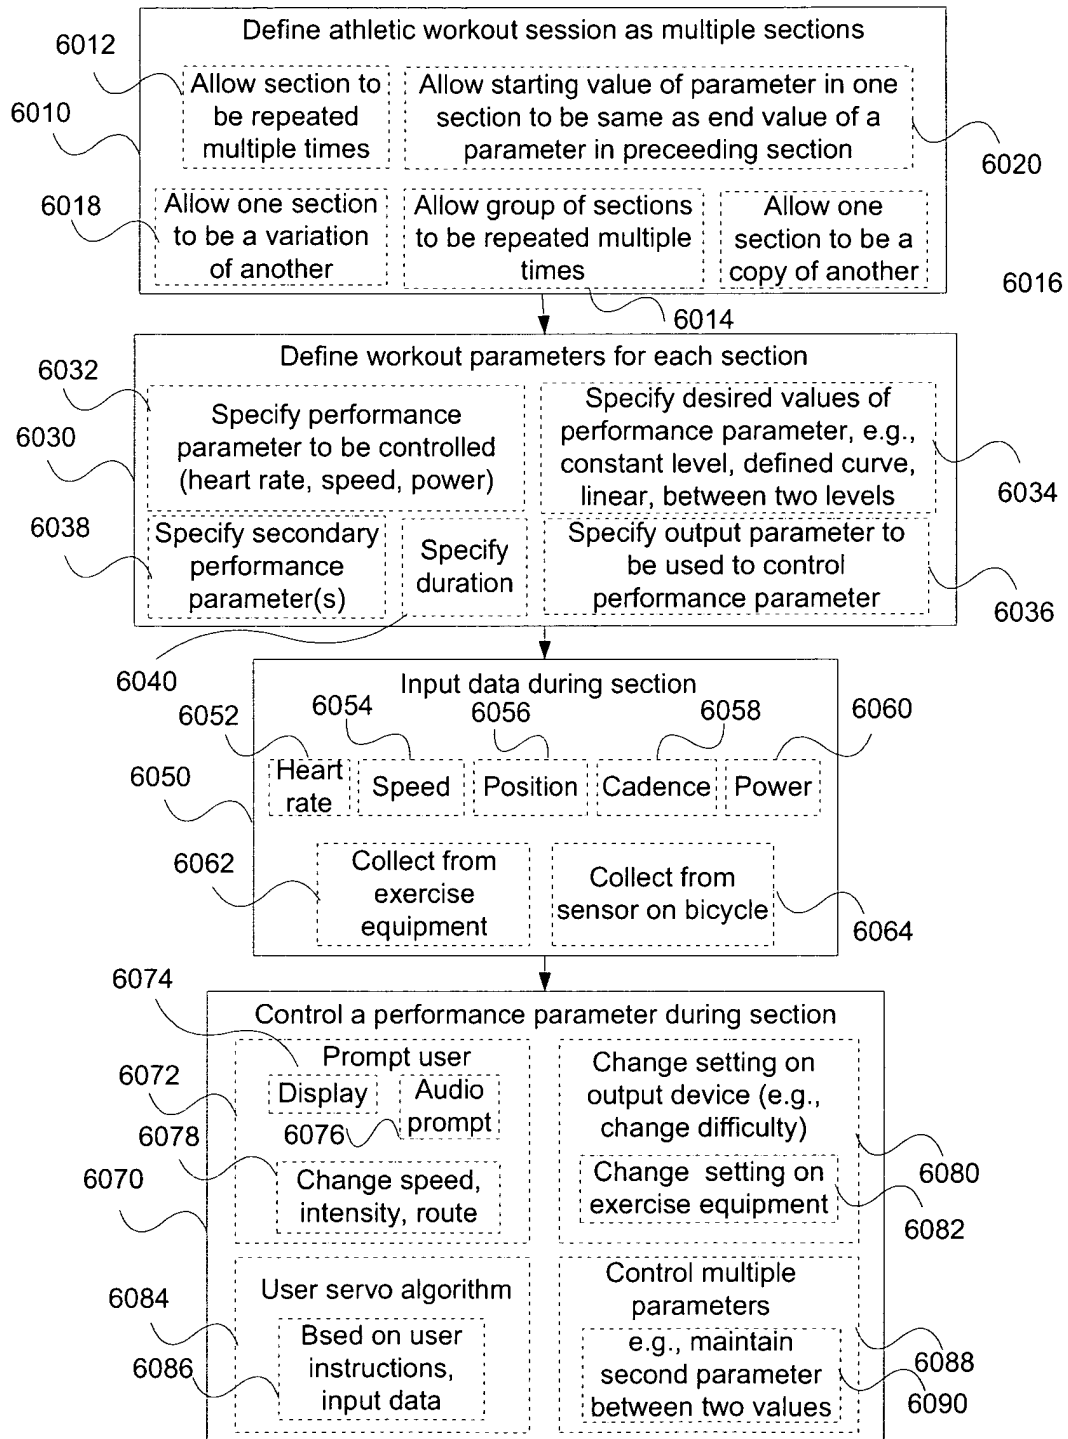 Define athletic workout session as multiple sections
6012
Allow section to
be repeated
multiple times
Allow starting value of parameter in one
section to be same as end value of a
parameter in preceeding section
6010
6020
6018
Allow one section
to be a variation
of another
Allow group of sections
to be repeated multiple
times
Allow one
section to be a
copy of another
6016
6014
Define workout parameters for each section
6032
Specify performance
parameter to be controlled
(heart rate, speed, power)
Specify desired values of
performance parameter, e.g.,
constant level, defined curve,
linear, between two levels
6030
6034
6038
Specify secondary
performance
parameter(s)
Specify
duration
Specify output parameter to
be used to control
performance parameter
6036
6040
Input data during section
6052
6054
6056
6058
6060
6050
Heart
rate
Speed
Position
Cadence
Power
6062
Collect from
exercise
equipment
Collect from
sensor on bicycle
6064
6074
Control a performance parameter during section
6072
Prompt user
Display
Audio
prompt
6076
6078
Change speed,
intensity, route
6070
Change setting on
output device (e.g.,
change difficulty)
6080
Change setting on
exercise equipment
6082
User servo algorithm
6084
Bsed on user
instructions,
input data
6086
Control multiple
parameters
6088
e.g., maintain
second parameter
between two values
6090